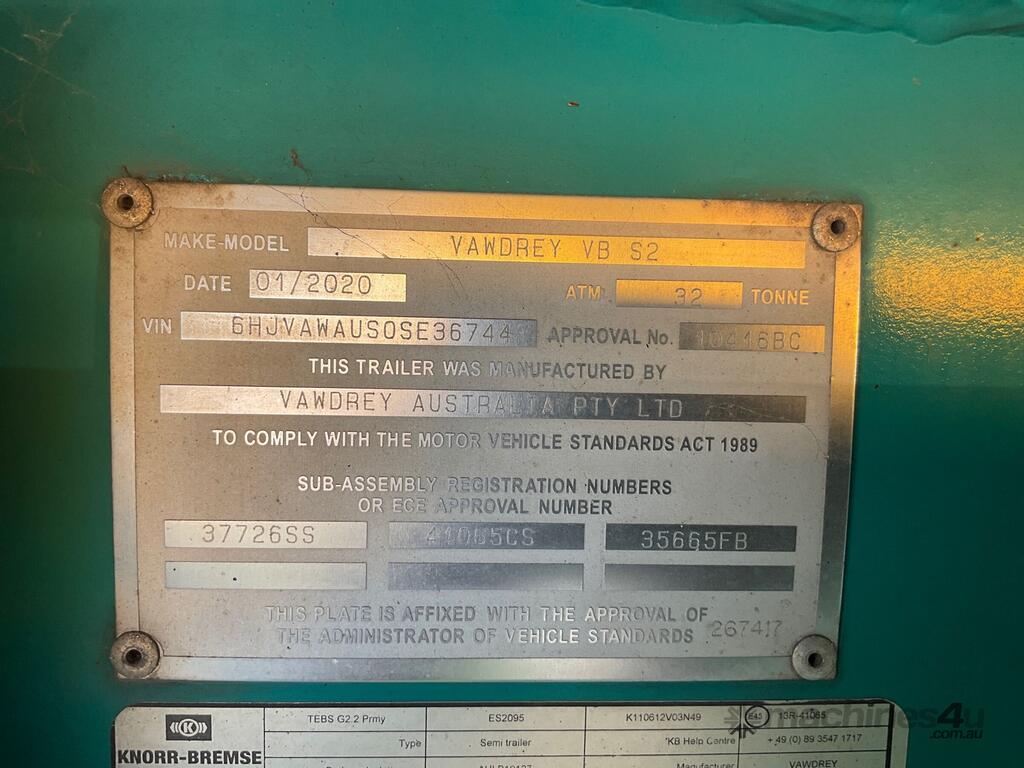 MAKE-MODEL VAWDREY VB S2
DATE 01/2020 ATM 32 TONNE
VIN 6HJVAWAUSOSE36744 APPROVAL No. 10416BC
THIS TRAILER WAS MANUFACTURED BY
VAWDREY AUSTRALIA PTY LTD
TO COMPLY WITH THE MOTOR VEHICLE STANDARDS ACT 1989
SUB-ASSEMBLY REGISTRATION NUMBERS
OR ECE APPROVAL NUMBER
37726SS 41065CS 35665FB
THIS PLATE IS AFFIXED WITH THE APPROVAL OF
THE ADMINISTRATOR OF VEHICLE STANDARDS 267417
TEBS G2.2 Prmy ES2095 K110612V03N49 E45 13R-41065
Type Semi trailer KB Help Centre + 49 (0) 89 3547 1717
KNORR-BREMSE
Manufacturer VAWDREY
machines4u
.com.au